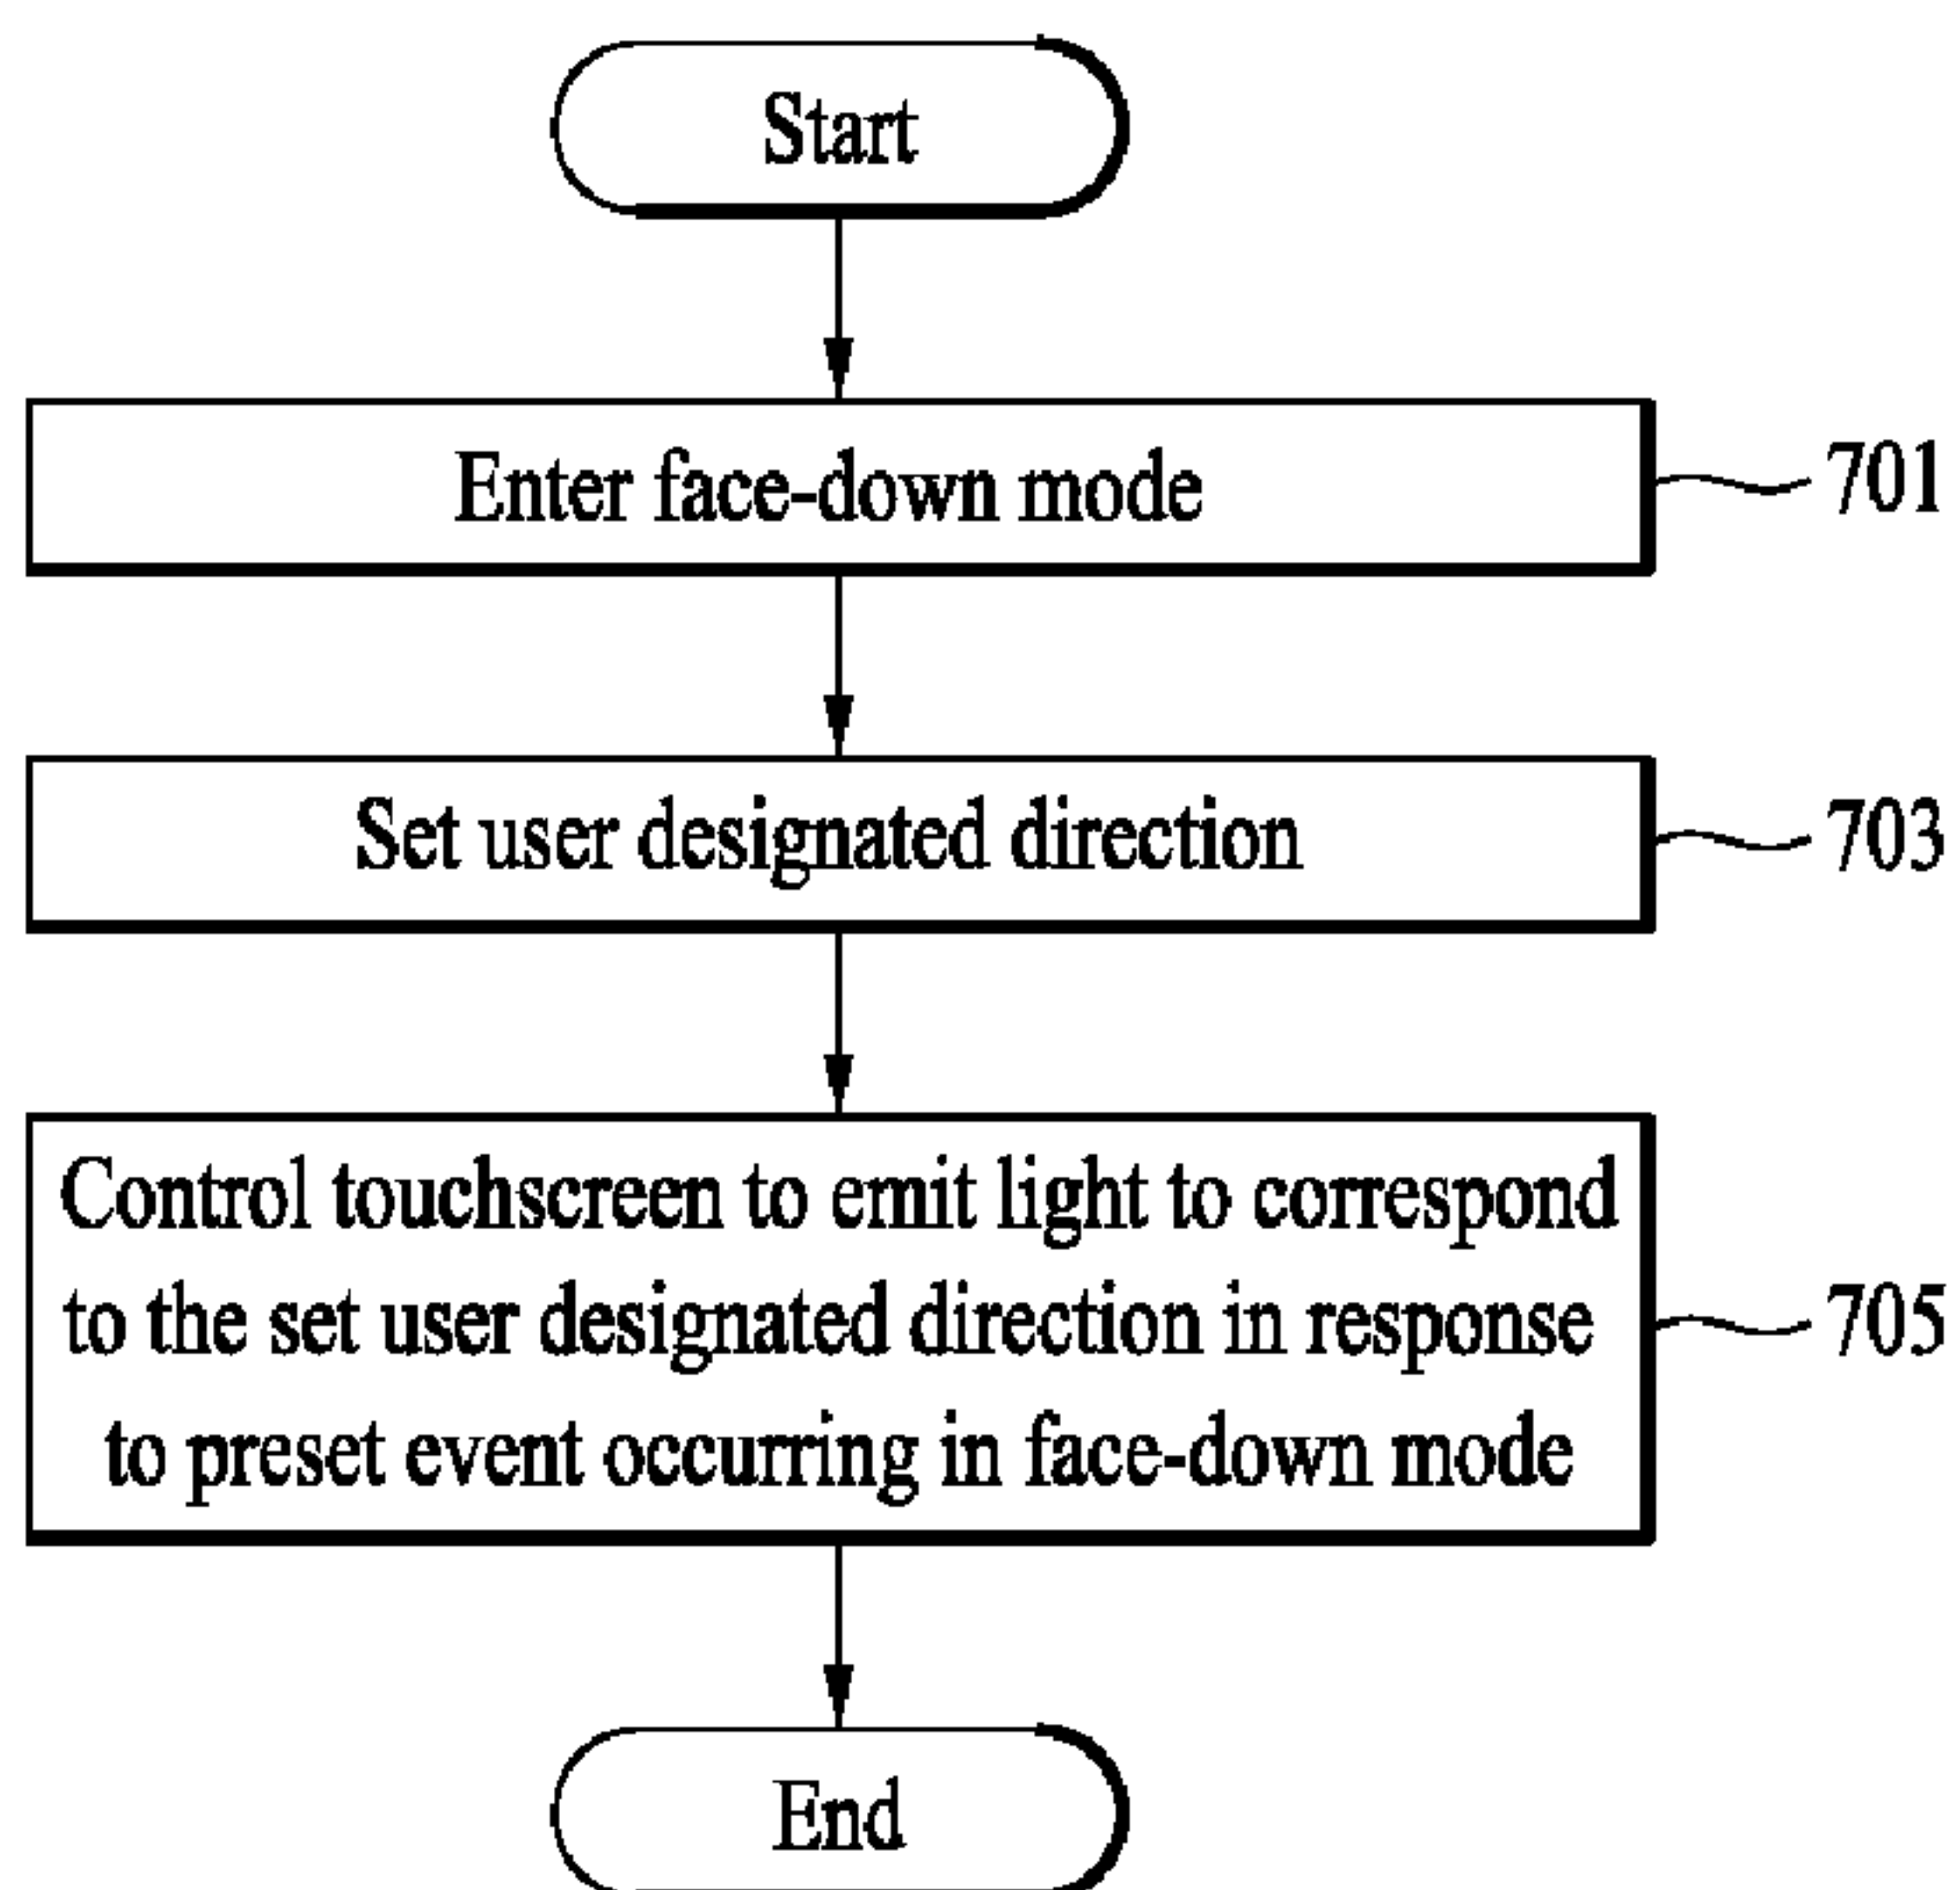 Start
Enter face-down mode
701
Set user designated direction
703
Control touchscreen to emit light to correspond
to the set user designated direction in response
to preset event occurring in face-down mode
705
End